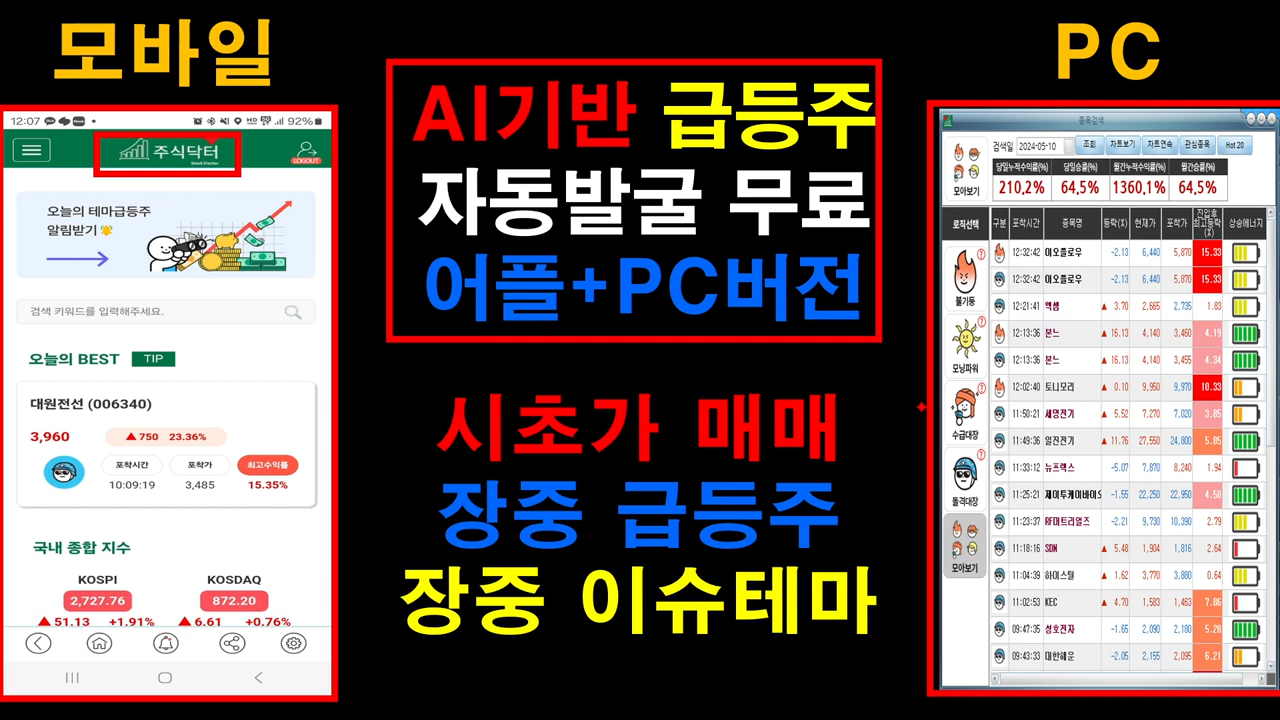 모바일
PC
AI기반 급등주
자동발굴 무료
어플+PC버전
시초가 매매
장중 급등주
장중 이슈테마
12:07
92%
주식닥터
Stock Doctor
LOGOUT
오늘의 테마급등주
알림받기
검색 키워드를 입력해주세요.
오늘의 BEST TIP
대원전선 (006340)
3,960 ▲ 750 23.36%
포착시간 포착가 최고수익률
10:09:19 3,485 15.35%
국내 종합 지수
KOSPI KOSDAQ
2,727.76 872.20
▲ 51.13 +1.91% ▲ 6.61 +0.76%
종목검색
모아보기
검색일 2024-05-10 조회 차트보기 차트연속 관심종목 Hot 20
당일누적수익률(%) 당일승률(%) 월간누적수익률(%) 월간승률(%)
210,2% 64,5% 1360,1% 64,5%
로직선택
불기둥
모닝파워
수급대장
돌격대장
모아보기
구분 포착시간 종목명 등락(%) 현재가 포착가 진입후 최고등락(%) 상승에너지
12:32:42 이오플로우 -2.13 6,440 5,870 15.33
12:32:42 이오플로우 -2.13 6,440 5,870 15.33
12:21:41 엑셈 ▲ 3.70 2,665 2,735 1.83
12:13:36 본느 ▲ 16.13 4,140 3,450 4.19
12:13:36 본느 ▲ 16.13 4,140 3,455 4.34
12:02:40 토니모리 ▲ 0.10 9,950 9,970 10.33
11:50:21 세명전기 ▲ 5.52 7,270 7,020 3.85
11:49:36 일진전기 ▲ 11.76 27,550 24,800 5.85
11:33:12 뉴프렉스 -5.07 7,870 8,240 1.94
11:25:21 제이투케이바이오 -1.55 22,250 22,950 4.58
11:23:37 RF머트리얼즈 -2.21 9,730 10,390 2.79
11:18:16 SDN ▲ 5.48 1,904 1,816 2.64
11:04:39 하이스틸 ▲ 1.62 3,770 3,880 0.64
11:02:53 KEC ▲ 4.70 1,583 1,463 7.86
09:47:35 성호전자 -1.65 2,090 2,180 5.28
09:43:33 대한해운 -2.05 2,155 2,095 6.21